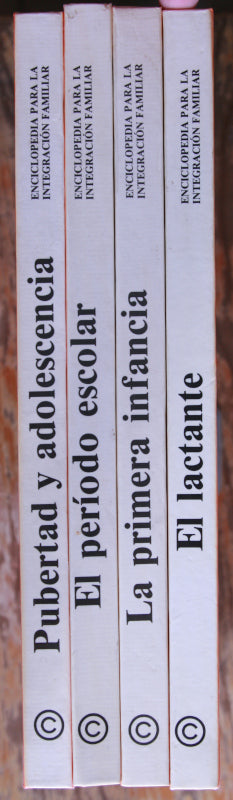 ©
Pubertad y adolescencia
ENCICLOPEDIA PARA LA
INTEGRACIÓN FAMILIAR
©
El período escolar
ENCICLOPEDIA PARA LA
INTEGRACIÓN FAMILIAR
©
La primera infancia
ENCICLOPEDIA PARA LA
INTEGRACIÓN FAMILIAR
©
El lactante
ENCICLOPEDIA PARA LA
INTEGRACIÓN FAMILIAR